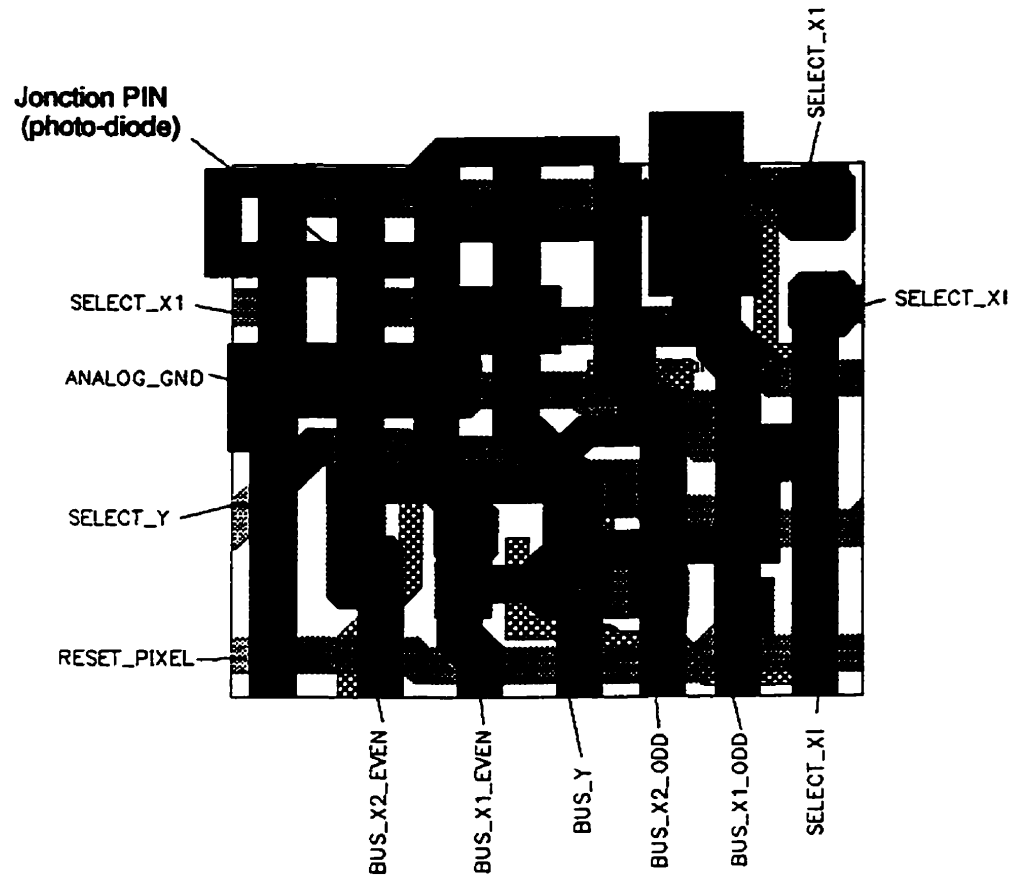 SELECT_X1
Jonction PIN
(photo-diode)
SELECT_X1
SELECT_XI
ANALOG_GND
SELECT_Y
RESET_PIXEL
BUS_X2_EVEN
BUS_X1_EVEN
BUS_Y
BUS_X2_ODD
BUS_X1_ODD
SELECT_XI